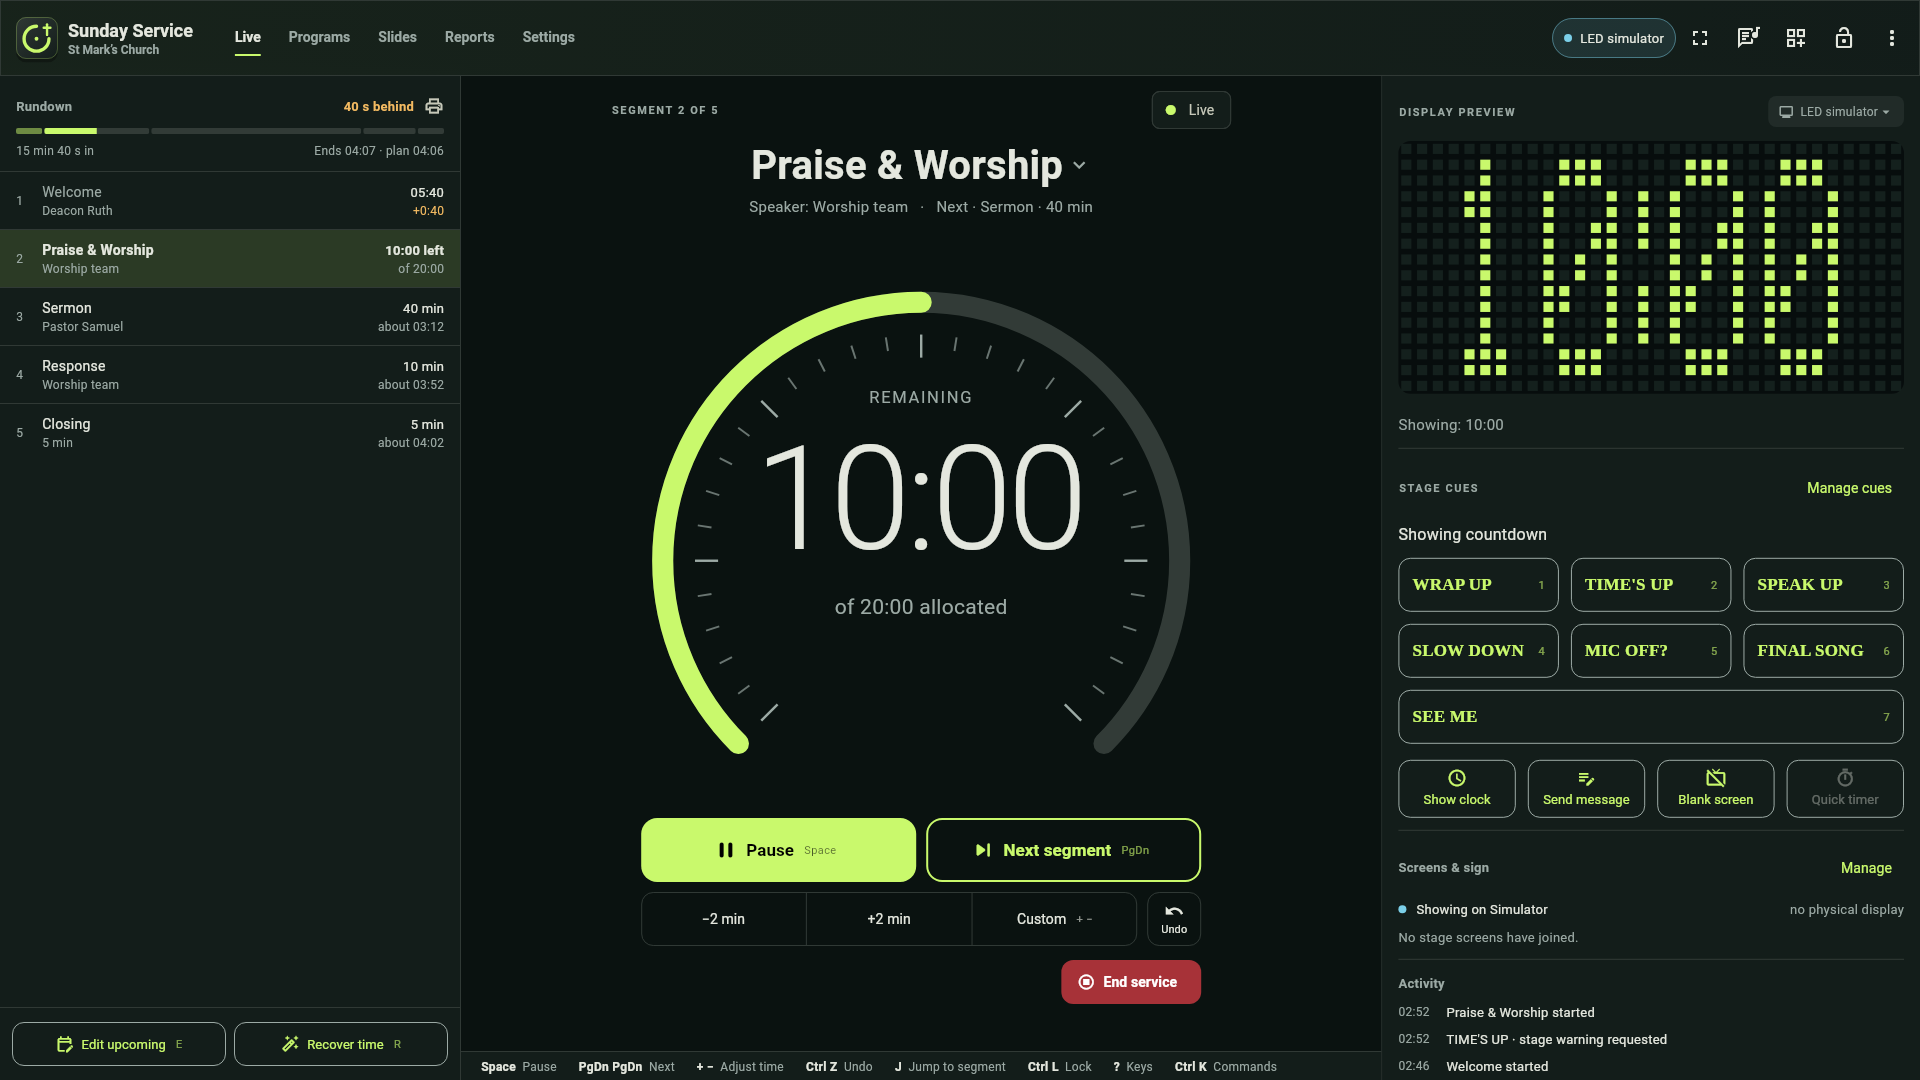 Sunday Service
St Mark's Church
Live
Programs
Slides
Reports
Settings
LED simulator
Rundown
40 s behind
15 min 40 s in
Ends 04:07 · plan 04:06
1
Welcome
05:40
Deacon Ruth
+0:40
2
Praise & Worship
10:00 left
Worship team
of 20:00
3
Sermon
40 min
Pastor Samuel
about 03:12
4
Response
10 min
Worship team
about 03:52
5
Closing
5 min
5 min
about 04:02
Edit upcoming E
Recover time R
SEGMENT 2 OF 5
Live
Praise & Worship
Speaker: Worship team · Next · Sermon · 40 min
REMAINING
10:00
of 20:00 allocated
Pause Space
Next segment PgDn
−2 min
+2 min
Custom + −
Undo
End service
Space Pause
PgDn PgDn Next
+ − Adjust time
Ctrl Z Undo
J Jump to segment
Ctrl L Lock
? Keys
Ctrl K Commands
DISPLAY PREVIEW
LED simulator
10:00
Showing: 10:00
STAGE CUES
Manage cues
Showing countdown
WRAP UP 1
TIME'S UP 2
SPEAK UP 3
SLOW DOWN 4
MIC OFF? 5
FINAL SONG 6
SEE ME 7
Show clock
Send message
Blank screen
Quick timer
Screens & sign
Manage
Showing on Simulator
no physical display
No stage screens have joined.
Activity
02:52 Praise & Worship started
02:52 TIME'S UP · stage warning requested
02:46 Welcome started